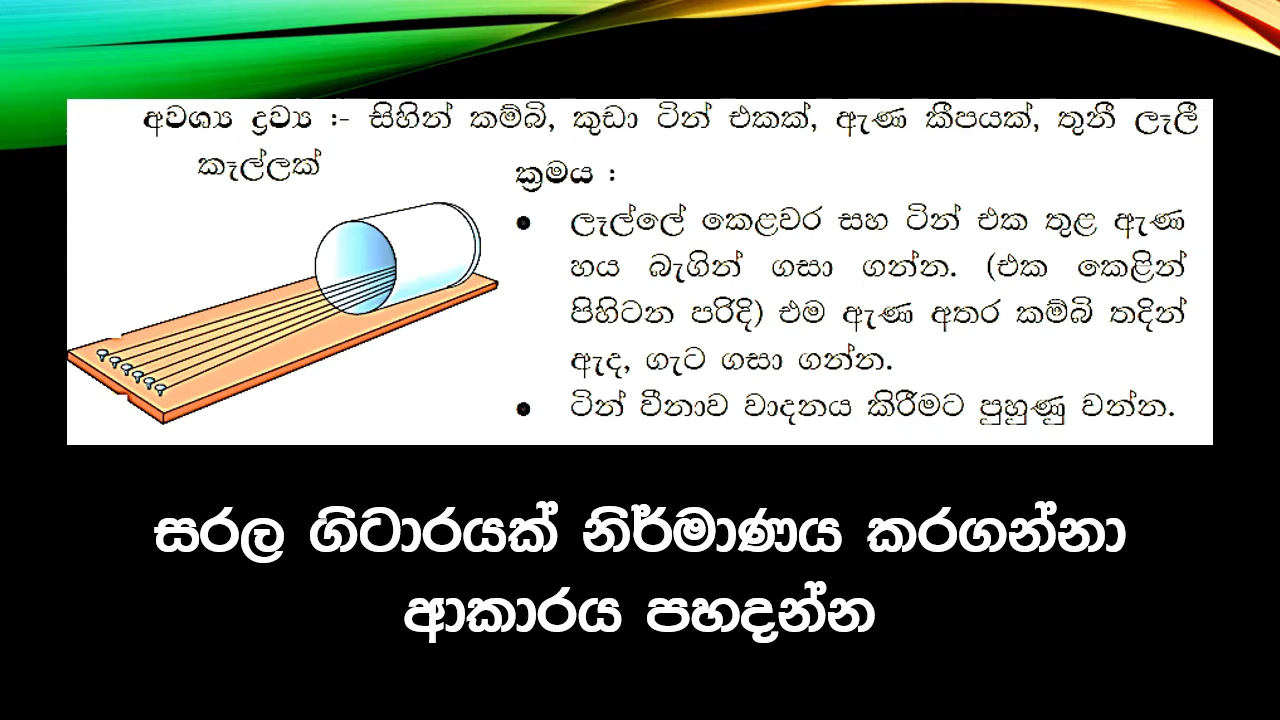 අවශ්‍ය ද්‍රව්‍ය :- සිහින් කම්බි, කුඩා ටින් එකක්, ඇණ කීපයක්, තුනී ලෑලී
කෑල්ලක්
ක්‍රමය :
• ලෑල්ලේ කෙළවර සහ ටින් එක තුළ ඇණ
හය බැගින් ගසා ගන්න. (එක කෙළින්
පිහිටන පරිදි) එම ඇණ අතර කම්බි තදින්
ඇද, ගැට ගසා ගන්න.
• ටින් වීනාව වාදනය කිරීමට පුහුණු වන්න.
සරල ගිටාරයක් නිර්මාණය කරගන්නා
ආකාරය පහදන්න